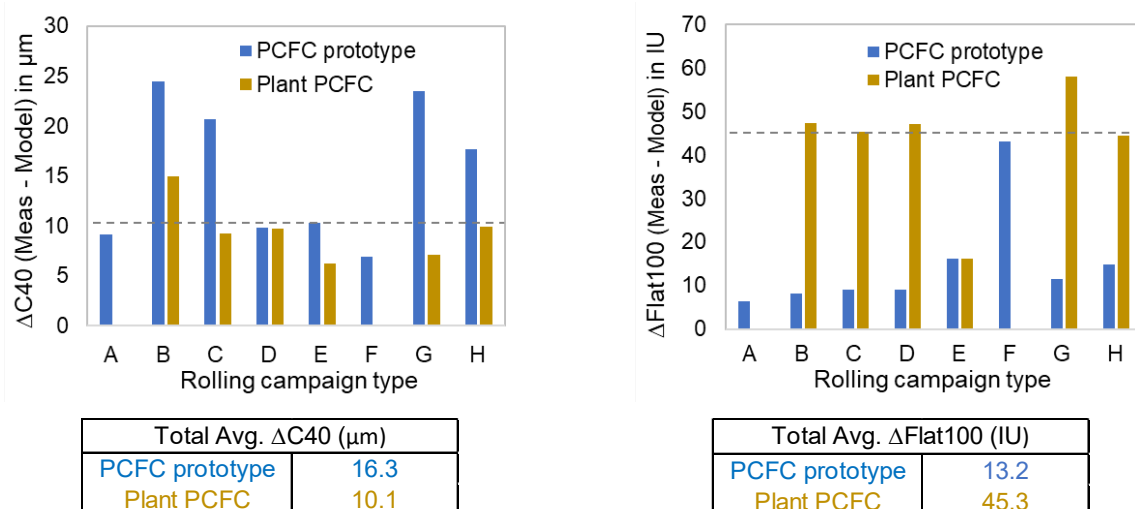 30
25
20
15
10
5
0
ΔC40 (Meas - Model) in µm
PCFC prototype
Plant PCFC
A B C D E F G H
Rolling campaign type
Total Avg. ΔC40 (µm)
PCFC prototype 16.3
Plant PCFC 10.1
70
60
50
40
30
20
10
0
ΔFlat100 (Meas - Model) in IU
PCFC prototype
Plant PCFC
A B C D E F G H
Rolling campaign type
Total Avg. ΔFlat100 (IU)
PCFC prototype 13.2
Plant PCFC 45.3